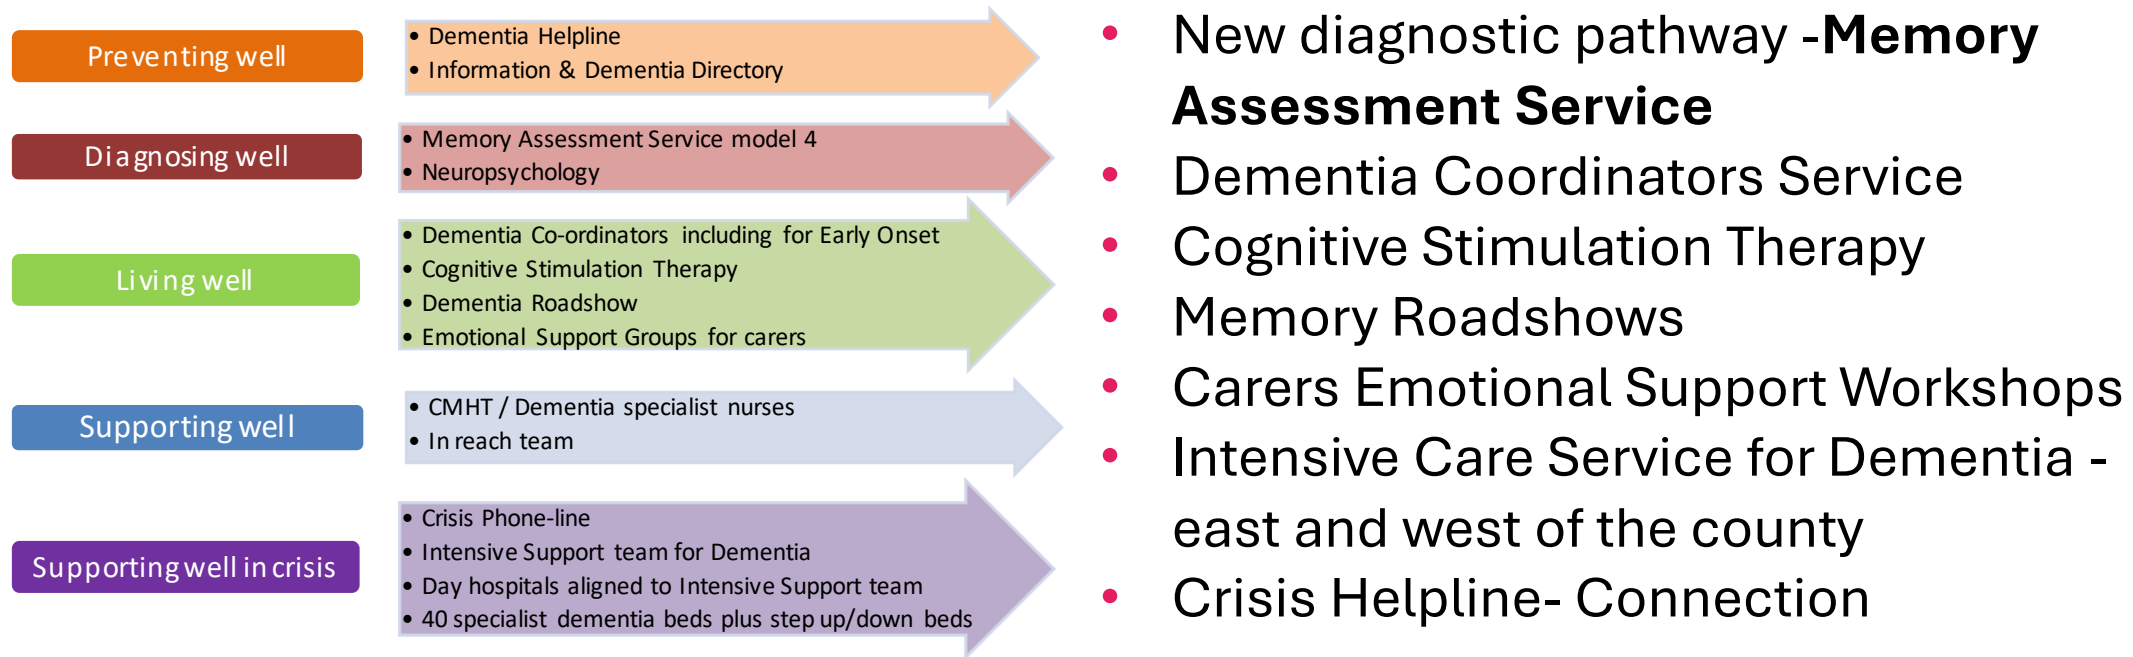 Preventing well
• Dementia Helpline
• Information & Dementia Directory
Diagnosing well
• Memory Assessment Service model 4
• Neuropsychology
Living well
• Dementia Co-ordinators including for Early Onset
• Cognitive Stimulation Therapy
• Dementia Roadshow
• Emotional Support Groups for carers
Supporting well
• CMHT / Dementia specialist nurses
• In reach team
Supporting well in crisis
• Crisis Phone-line
• Intensive Support team for Dementia
• Day hospitals aligned to Intensive Support team
• 40 specialist dementia beds plus step up/down beds
• New diagnostic pathway -Memory
Assessment Service
• Dementia Coordinators Service
• Cognitive Stimulation Therapy
• Memory Roadshows
• Carers Emotional Support Workshops
• Intensive Care Service for Dementia -
east and west of the county
• Crisis Helpline- Connection